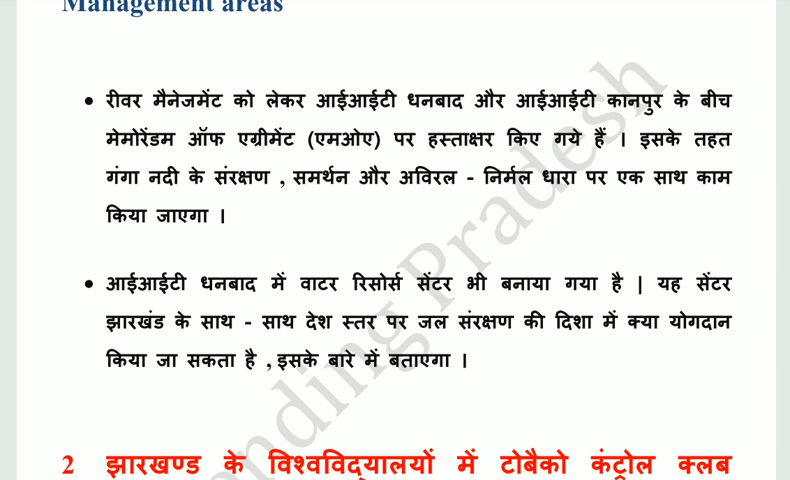 Management areas
• रीवर मैनेजमेंट को लेकर आईआईटी धनबाद और आईआईटी कानपुर के बीच
मेमोरेंडम ऑफ एग्रीमेंट (एमओए) पर हस्ताक्षर किए गये हैं । इसके तहत
गंगा नदी के संरक्षण , समर्थन और अविरल - निर्मल धारा पर एक साथ काम
किया जाएगा ।
• आईआईटी धनबाद में वाटर रिसोर्स सेंटर भी बनाया गया है | यह सेंटर
झारखंड के साथ - साथ देश स्तर पर जल संरक्षण की दिशा में क्या योगदान
किया जा सकता है , इसके बारे में बताएगा ।
2 झारखण्ड के विश्वविद्यालयों में टोबैको कंट्रोल क्लब
ending Pradesh